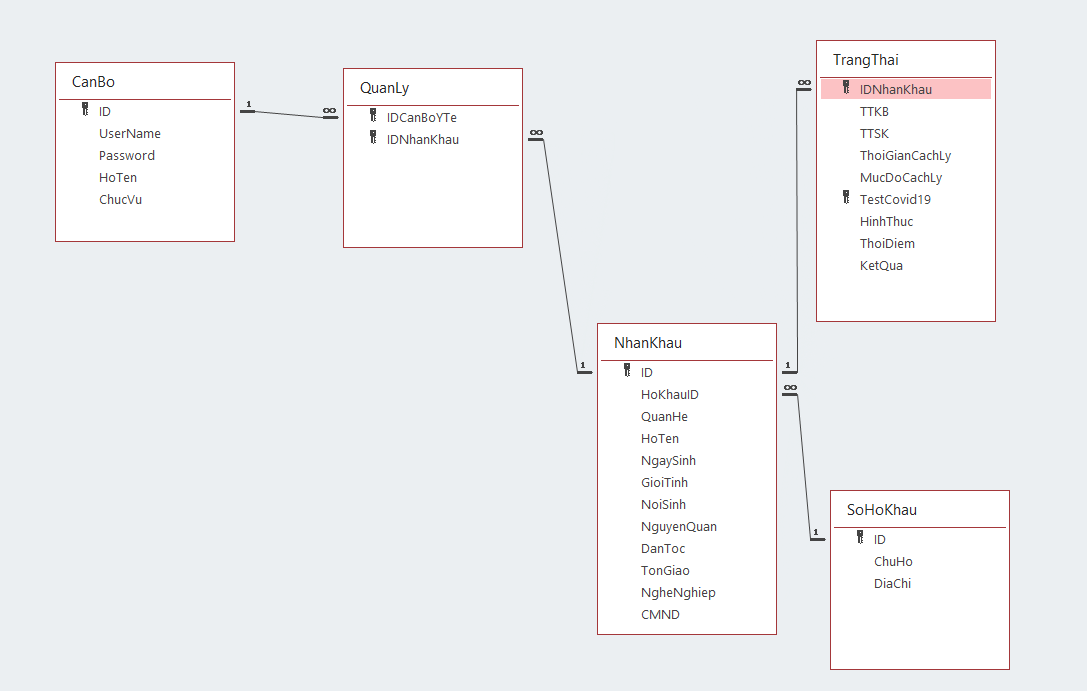 CanBo
ID
UserName
Password
HoTen
ChucVu
1
∞
QuanLy
IDCanBoYTe
IDNhanKhau
∞
1
NhanKhau
ID
HoKhauID
QuanHe
HoTen
NgaySinh
GioiTinh
NoiSinh
NguyenQuan
DanToc
TonGiao
NgheNghiep
CMND
∞
1
TrangThai
IDNhanKhau
TTKB
TTSK
ThoiGianCachLy
MucDoCachLy
TestCovid19
HinhThuc
ThoiDiem
KetQua
∞
1
SoHoKhau
ID
ChuHo
DiaChi